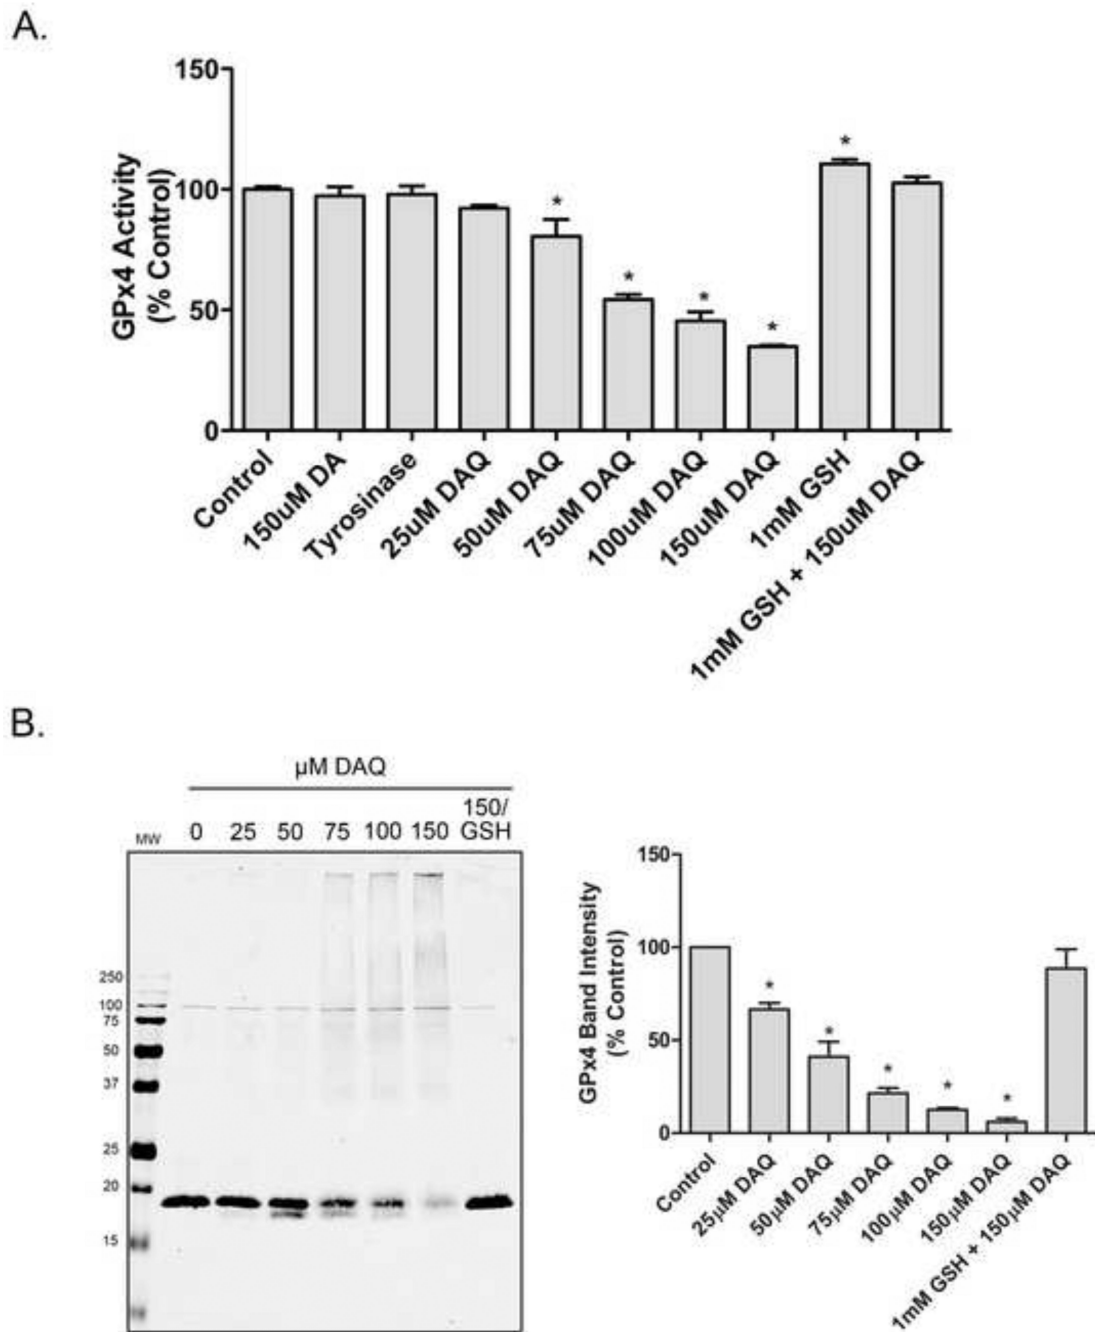 A.
GPx4 Activity
(% Control)
150
100
50
0
*
*
*
*
*
Control
150uM DA
Tyrosinase
25uM DAQ
50uM DAQ
75uM DAQ
100uM DAQ
150uM DAQ
1mM GSH
1mM GSH + 150uM DAQ
B.
µM DAQ
MW 0 25 50 75 100 150 150/
GSH
250
100
75
50
37
25
20
15
GPx4 Band Intensity
(% Control)
150
100
50
0
*
*
*
*
*
Control
25µM DAQ
50µM DAQ
75µM DAQ
100µM DAQ
150µM DAQ
1mM GSH + 150µM DAQ